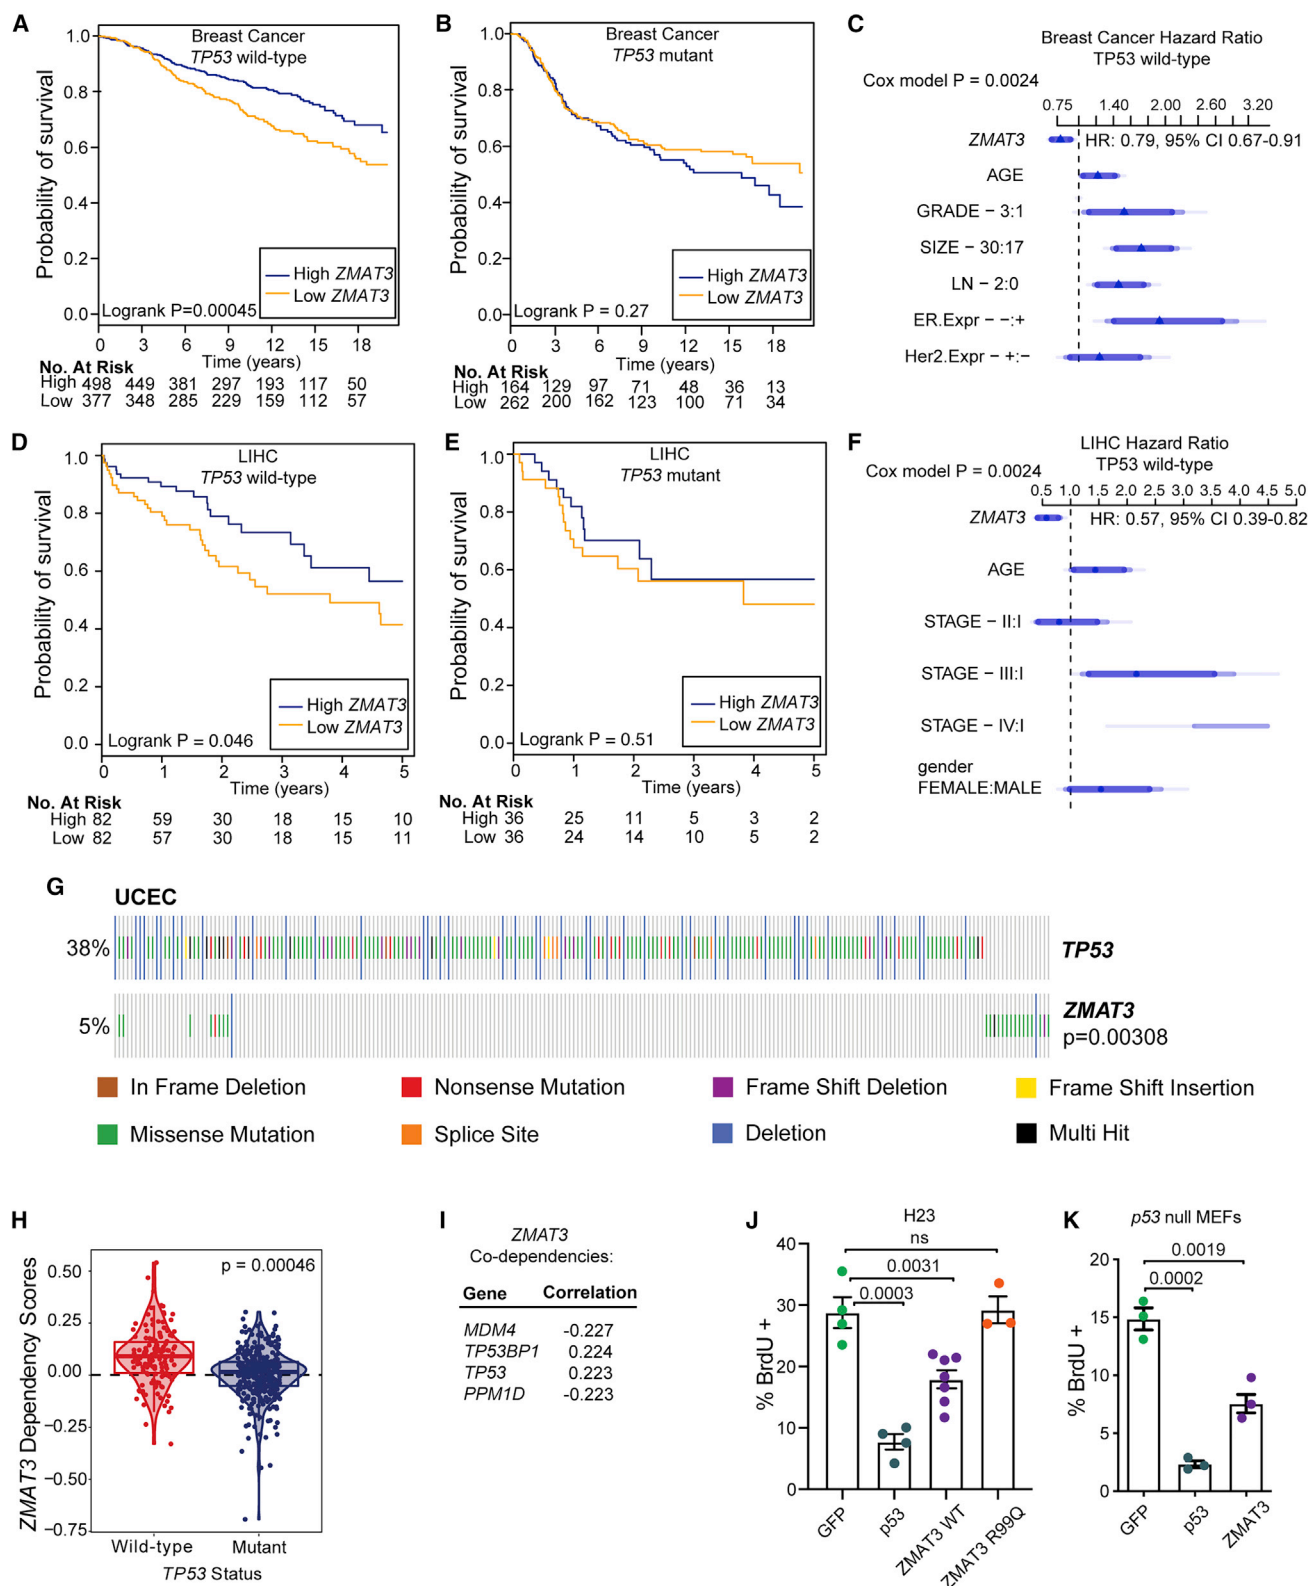 A
Breast Cancer
TP53 wild-type
Probability of survival
1.0
0.8
0.6
0.4
0.2
0.0
High ZMAT3
Low ZMAT3
Logrank P=0.00045
0 3 6 9 12 15 18
Time (years)
No. At Risk
High 498 449 381 297 193 117 50
Low 377 348 285 229 159 112 57
B
Breast Cancer
TP53 mutant
Probability of survival
1.0
0.8
0.6
0.4
0.2
0.0
High ZMAT3
Low ZMAT3
Logrank P = 0.27
0 3 6 9 12 15 18
Time (years)
No. At Risk
High 164 129 97 71 48 36 13
Low 262 200 162 123 100 71 34
C
Breast Cancer Hazard Ratio
TP53 wild-type
Cox model P = 0.0024
0.75 1.40 2.00 2.60 3.20
ZMAT3 HR: 0.79, 95% CI 0.67-0.91
AGE
GRADE − 3:1
SIZE − 30:17
LN − 2:0
ER.Expr − −:+
Her2.Expr − +:−
D
LIHC
TP53 wild-type
Probability of survival
1.0
0.8
0.6
0.4
0.2
0.0
High ZMAT3
Low ZMAT3
Logrank P = 0.046
0 1 2 3 4 5
Time (years)
No. At Risk
High 82 59 30 18 15 10
Low 82 57 30 18 15 11
E
LIHC
TP53 mutant
Probability of survival
1.0
0.8
0.6
0.4
0.2
0.0
High ZMAT3
Low ZMAT3
Logrank P = 0.51
0 1 2 3 4 5
Time (years)
No. At Risk
High 36 25 11 5 3 2
Low 36 24 14 10 5 2
F
LIHC Hazard Ratio
TP53 wild-type
Cox model P = 0.0024
0.5 1.0 1.5 2.0 2.5 3.0 3.5 4.0 4.5 5.0
ZMAT3 HR: 0.57, 95% CI 0.39-0.82
AGE
STAGE − II:I
STAGE − III:I
STAGE − IV:I
gender
FEMALE:MALE
G
UCEC
38% TP53
5% ZMAT3
p=0.00308
In Frame Deletion Nonsense Mutation Frame Shift Deletion Frame Shift Insertion
Missense Mutation Splice Site Deletion Multi Hit
H
ZMAT3 Dependency Scores
p = 0.00046
0.50
0.25
0.00
−0.25
−0.50
−0.75
Wild-type Mutant
TP53 Status
I
ZMAT3
Co-dependencies:
Gene Correlation
MDM4 -0.227
TP53BP1 0.224
TP53 0.223
PPM1D -0.223
J
H23
% BrdU +
40
30
20
10
0
ns
0.0031
0.0003
GFP
p53
ZMAT3 WT
ZMAT3 R99Q
K
p53 null MEFs
% BrdU +
20
15
10
5
0
0.0019
0.0002
GFP
p53
ZMAT3